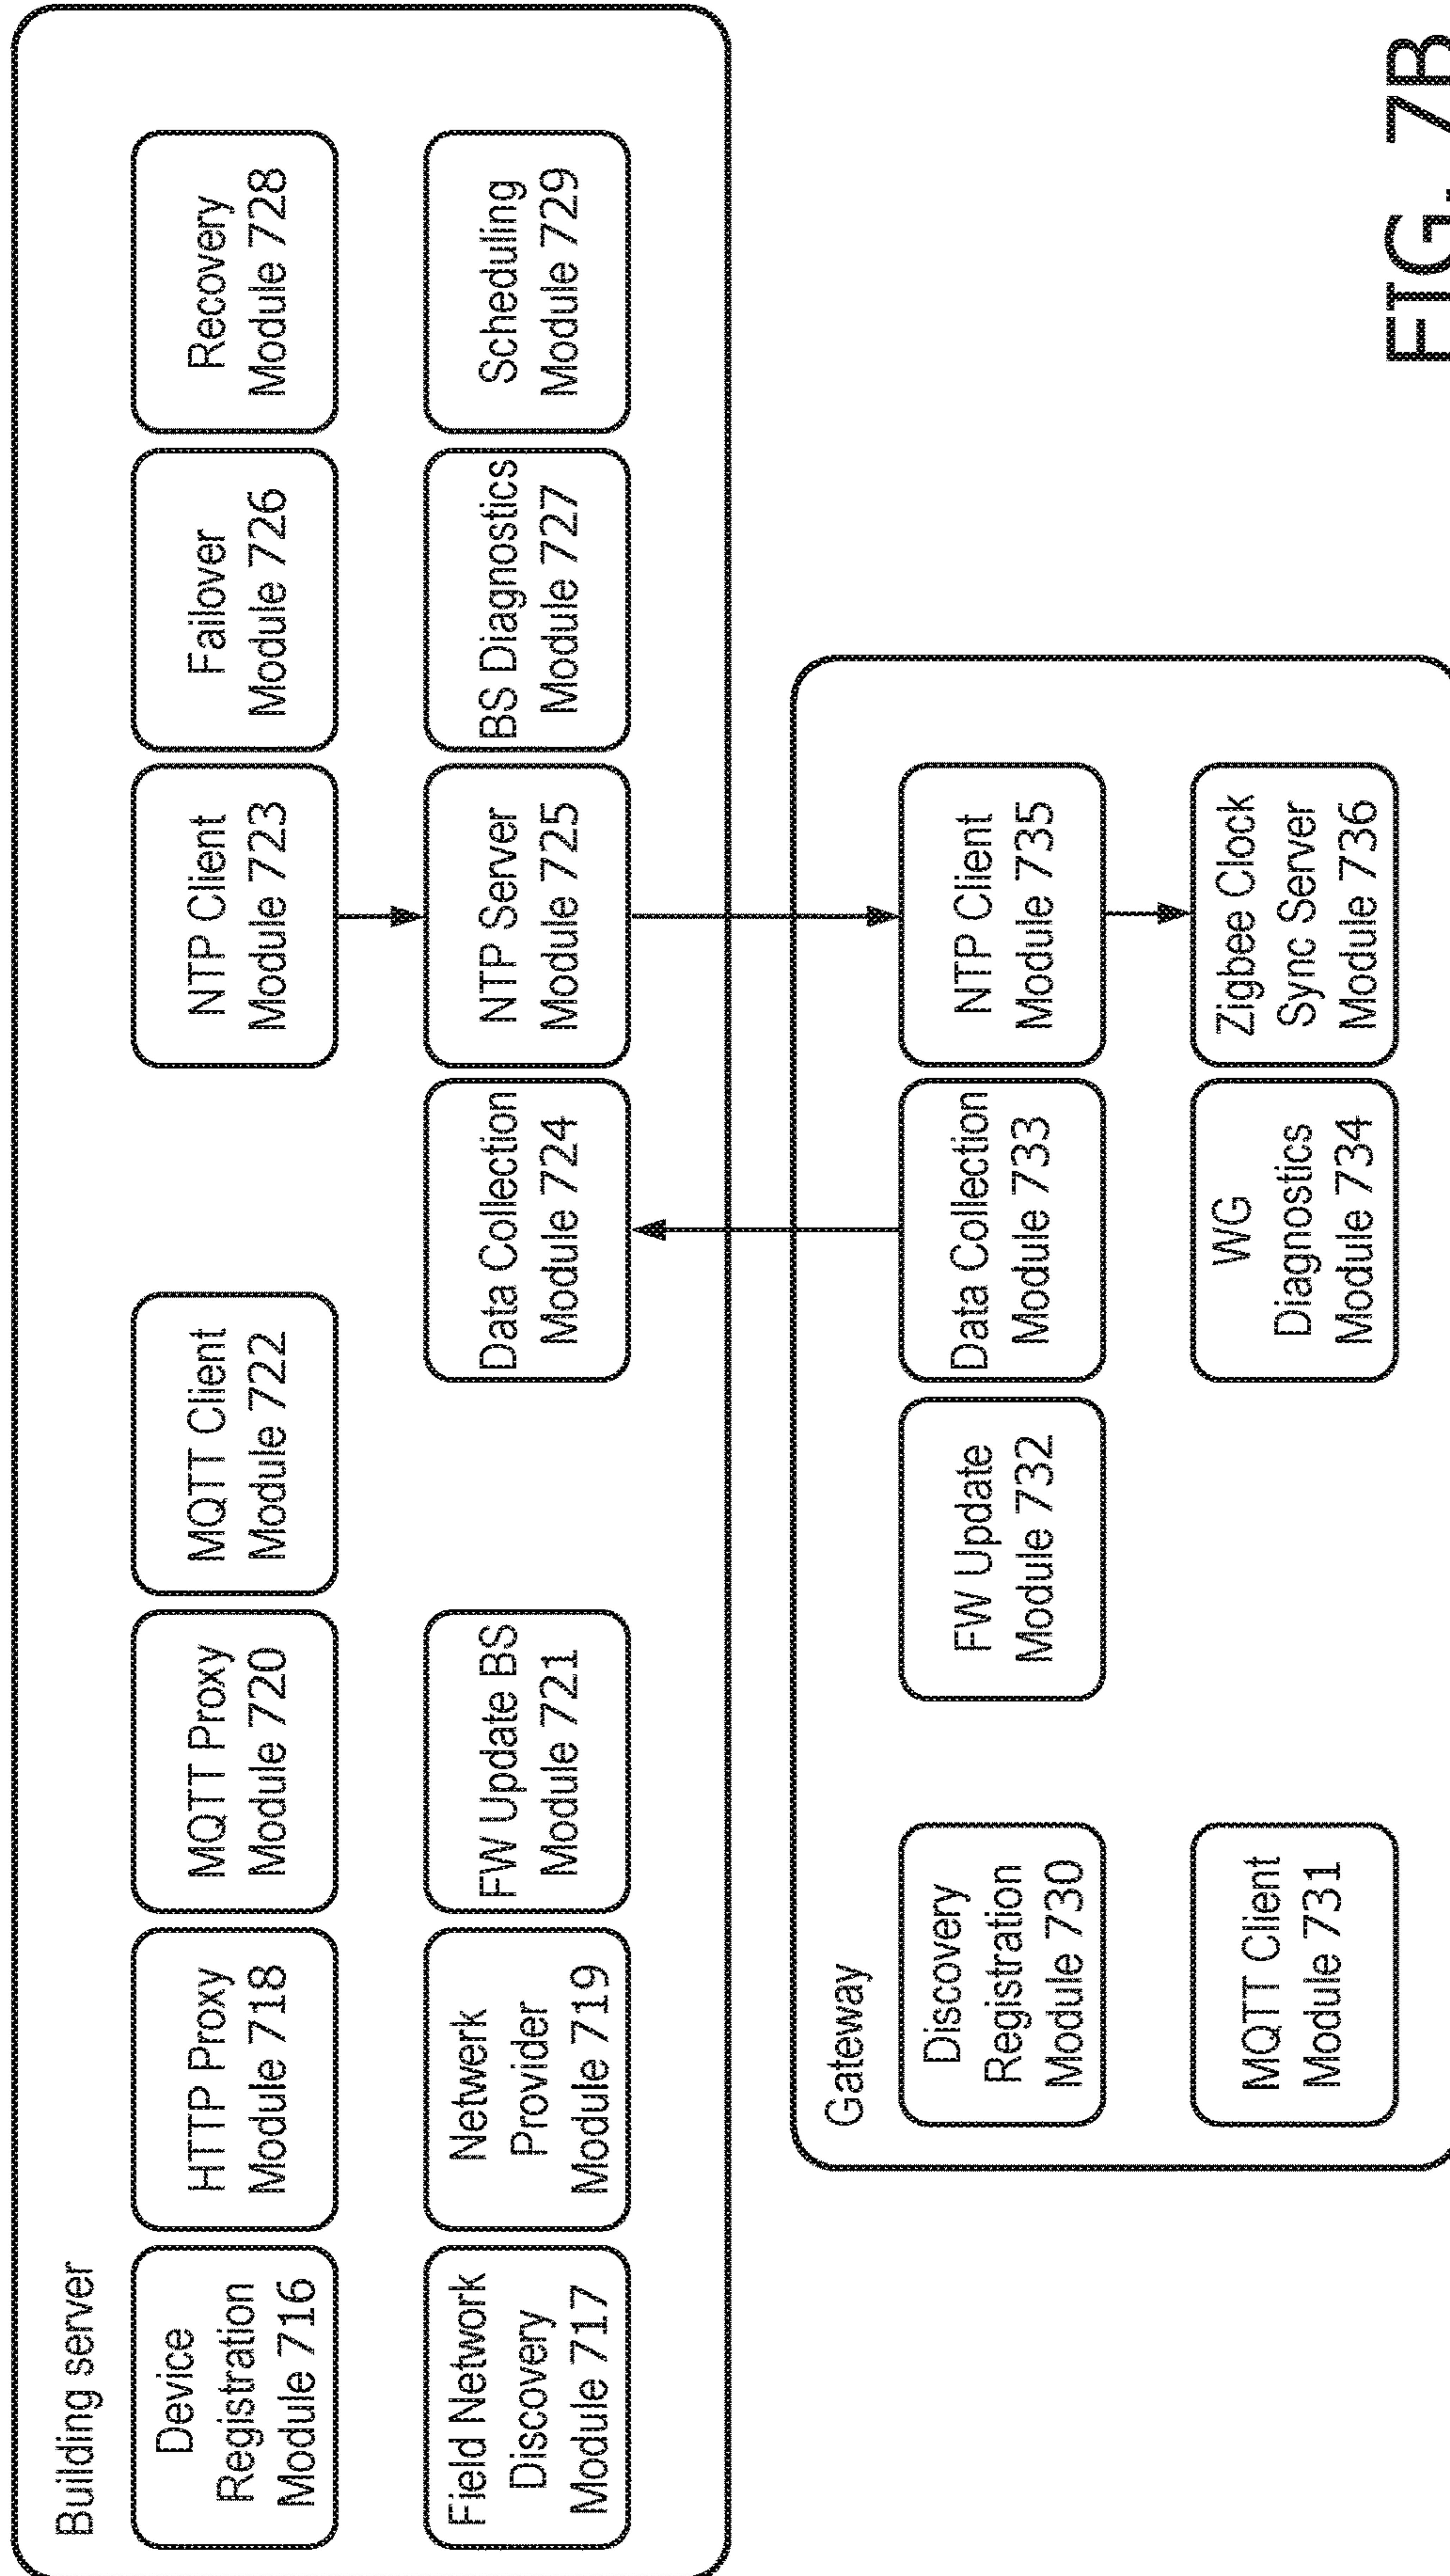 Building server
Device
Registration
Module 716
HTTP Proxy
Module 718
MQTT Proxy
Module 720
MQTT Client
Module 722
NTP Client
Module 723
Failover
Module 726
Recovery
Module 728
Field Network
Discovery
Module 717
Netwerk
Provider
Module 719
FW Update BS
Module 721
Data Collection
Module 724
NTP Server
Module 725
BS Diagnostics
Module 727
Scheduling
Module 729
Gateway
Discovery
Registration
Module 730
FW Update
Module 732
Data Collection
Module 733
NTP Client
Module 735
MQTT Client
Module 731
WG
Diagnostics
Module 734
Zigbee Clock
Sync Server
Module 736
FIG. 7B